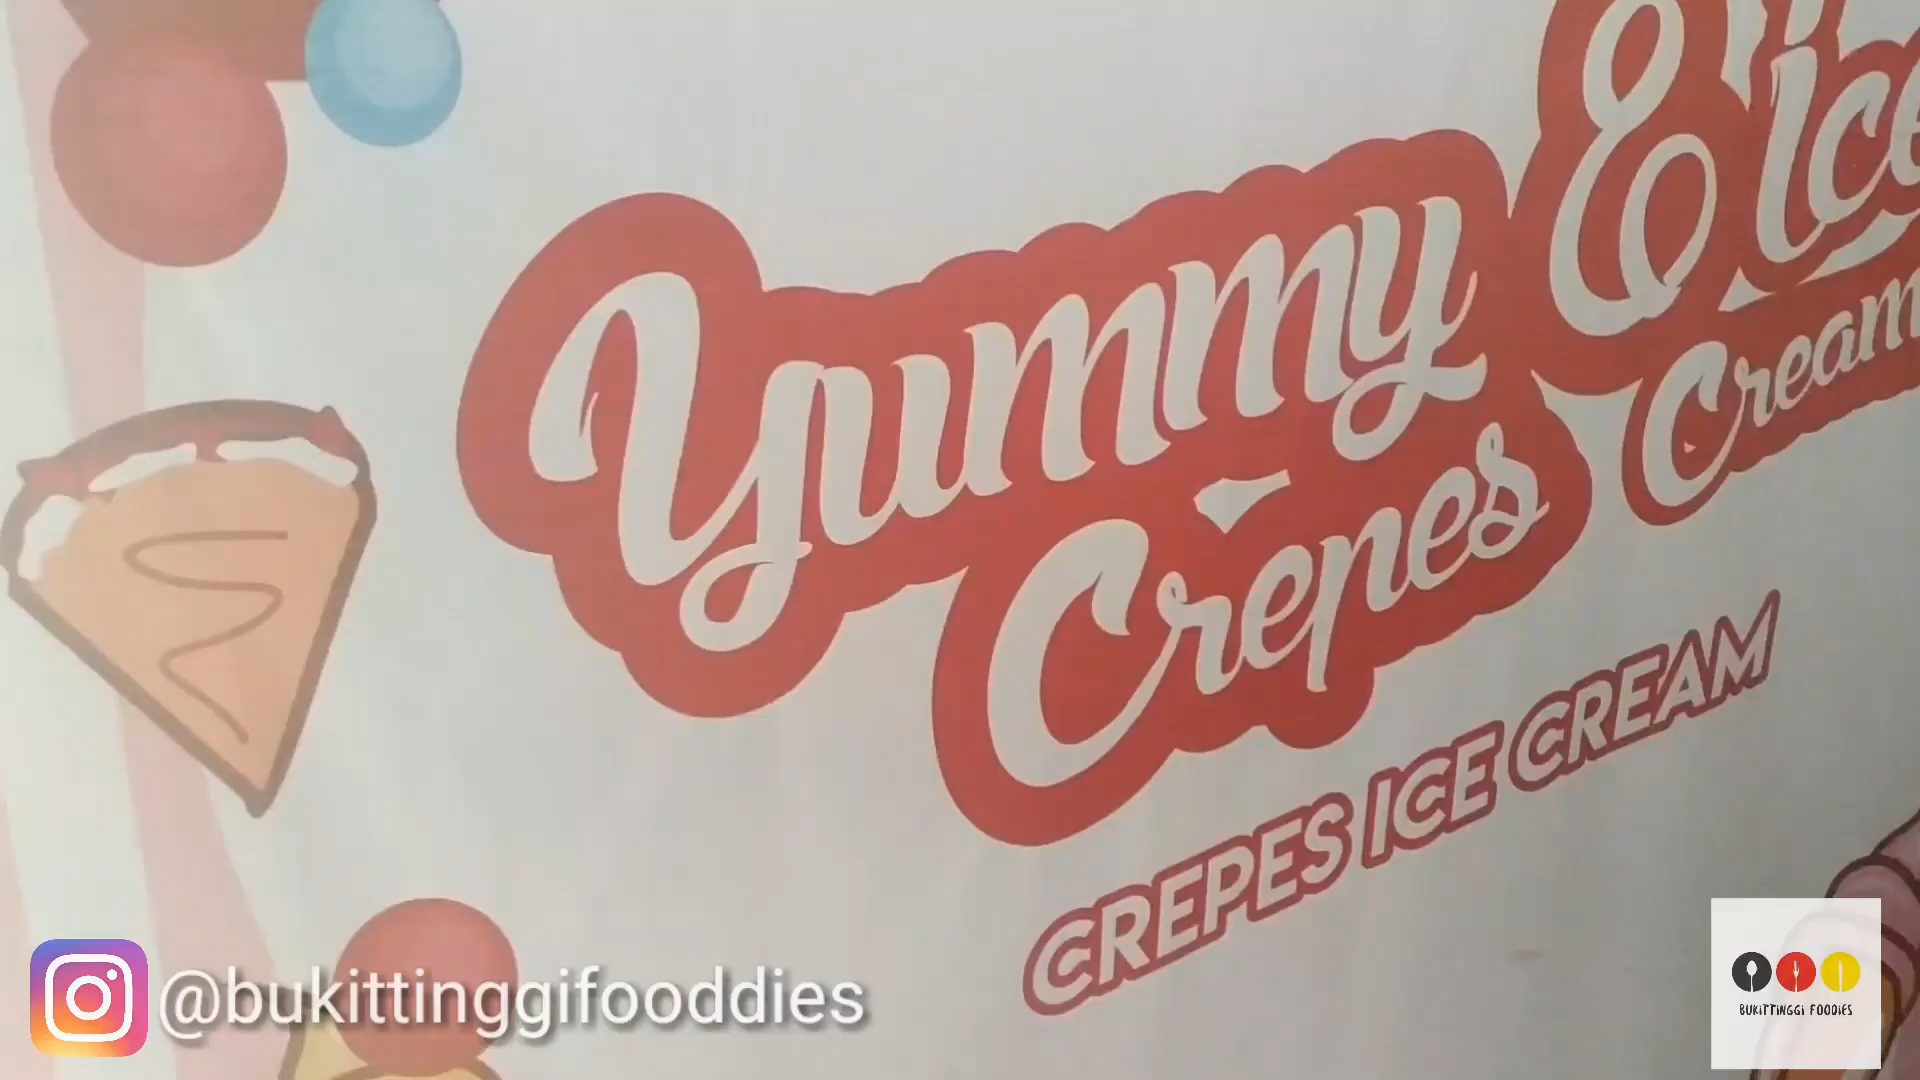 Yummy & Ice
Crepes Cream
CREPES ICE CREAM
@bukittinggifooddies
BUKITTINGGI FOODIES